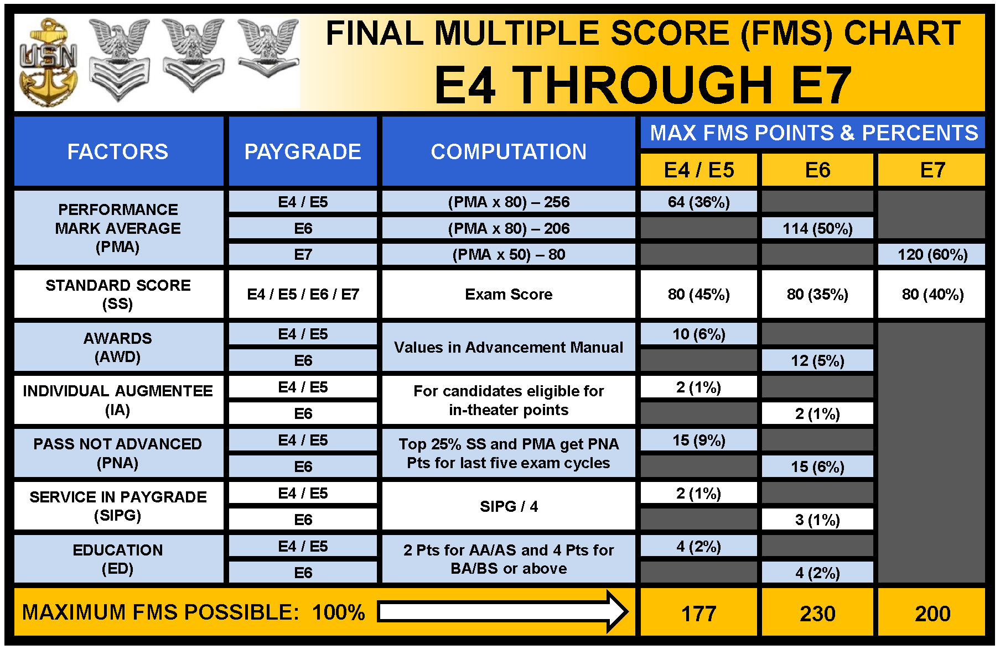 USN
FINAL MULTIPLE SCORE (FMS) CHART
E4 THROUGH E7
FACTORS
PAYGRADE
COMPUTATION
MAX FMS POINTS & PERCENTS
E4 / E5
E6
E7
PERFORMANCE
MARK AVERAGE
(PMA)
E4 / E5
(PMA x 80) – 256
64 (36%)
E6
(PMA x 80) – 206
114 (50%)
E7
(PMA x 50) – 80
120 (60%)
STANDARD SCORE
(SS)
E4 / E5 / E6 / E7
Exam Score
80 (45%)
80 (35%)
80 (40%)
AWARDS
(AWD)
E4 / E5
E6
Values in Advancement Manual
10 (6%)
12 (5%)
INDIVIDUAL AUGMENTEE
(IA)
E4 / E5
E6
For candidates eligible for
in-theater points
2 (1%)
2 (1%)
PASS NOT ADVANCED
(PNA)
E4 / E5
E6
Top 25% SS and PMA get PNA
Pts for last five exam cycles
15 (9%)
15 (6%)
SERVICE IN PAYGRADE
(SIPG)
E4 / E5
E6
SIPG / 4
2 (1%)
3 (1%)
EDUCATION
(ED)
E4 / E5
E6
2 Pts for AA/AS and 4 Pts for
BA/BS or above
4 (2%)
4 (2%)
MAXIMUM FMS POSSIBLE: 100%
177
230
200